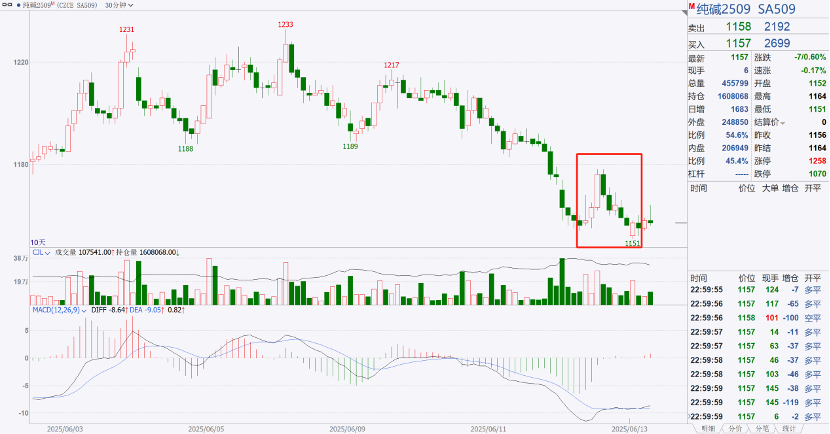 纯碱2509 M (CZCE SA509) 30分钟
1231
1233
1220
1217
1188
1189
1180
1151
10天
CJL 成交量 107541.00↑ 持仓量 1608068.00↓
38万
19万
MACD(12,26,9) DIFF -8.64↑ DEA -9.05↑ 0.82↑
5
0
-5
-10
2025/06/03 2025/06/05 2025/06/09 2025/06/11 2025/06/13
M 纯碱2509 SA509
卖出 1158 2192
买入 1157 2699
最新 1157 涨跌 -7/0.60%
现手 6 速涨 -0.17%
总量 455799 开盘 1152
持仓 1608068 最高 1164
日增 1683 最低 1151
外盘 248850 结算价 0
比例 54.6% 昨收 1156
内盘 206949 昨结 1164
比例 45.4% 涨停 1258
杠杆 ----- 跌停 1070
时间 价位 大单 增仓 开平
时间 价位 现手 增仓 开平
22:59:55 1157 124 -7 多平
22:59:56 1157 117 -65 多平
22:59:56 1158 101 -100 空平
22:59:57 1157 14 -11 多平
22:59:57 1157 63 -37 多平
22:59:58 1157 46 -37 多平
22:59:58 1157 103 -46 多平
22:59:58 1157 145 -38 多平
22:59:59 1157 145 -119 多平
22:59:59 1157 6 -2 多平
明细 分价 分笔 统计